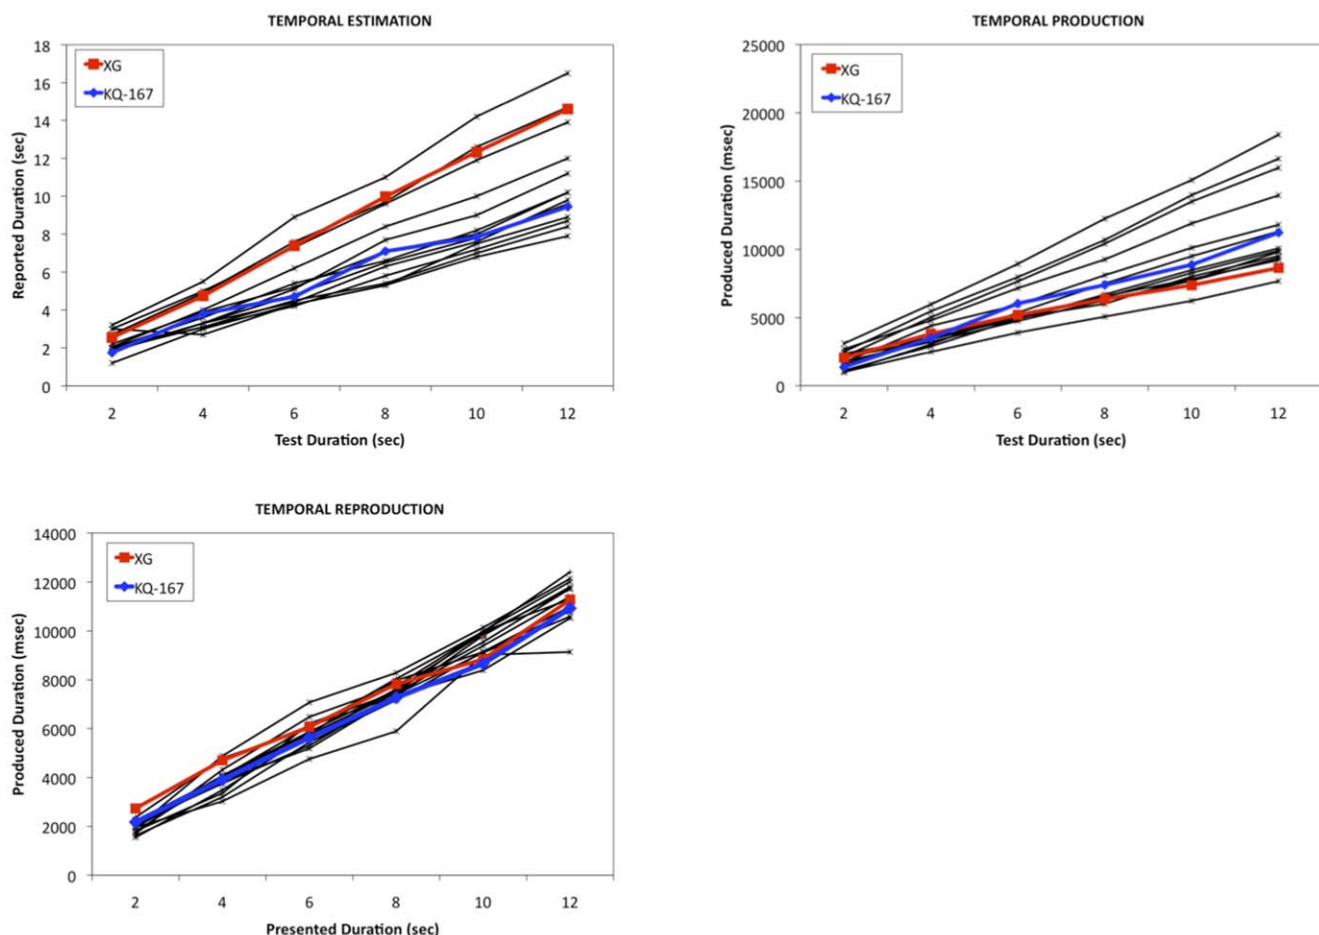 TEMPORAL ESTIMATION
18
16
14
12
10
8
6
4
2
0
Reported Duration (sec)
XG
KQ-167
2 4 6 8 10 12
Test Duration (sec)
TEMPORAL PRODUCTION
25000
20000
15000
10000
5000
0
Produced Duration (msec)
XG
KQ-167
2 4 6 8 10 12
Test Duration (sec)
TEMPORAL REPRODUCTION
14000
12000
10000
8000
6000
4000
2000
0
Produced Duration (msec)
XG
KQ-167
2 4 6 8 10 12
Presented Duration (sec)